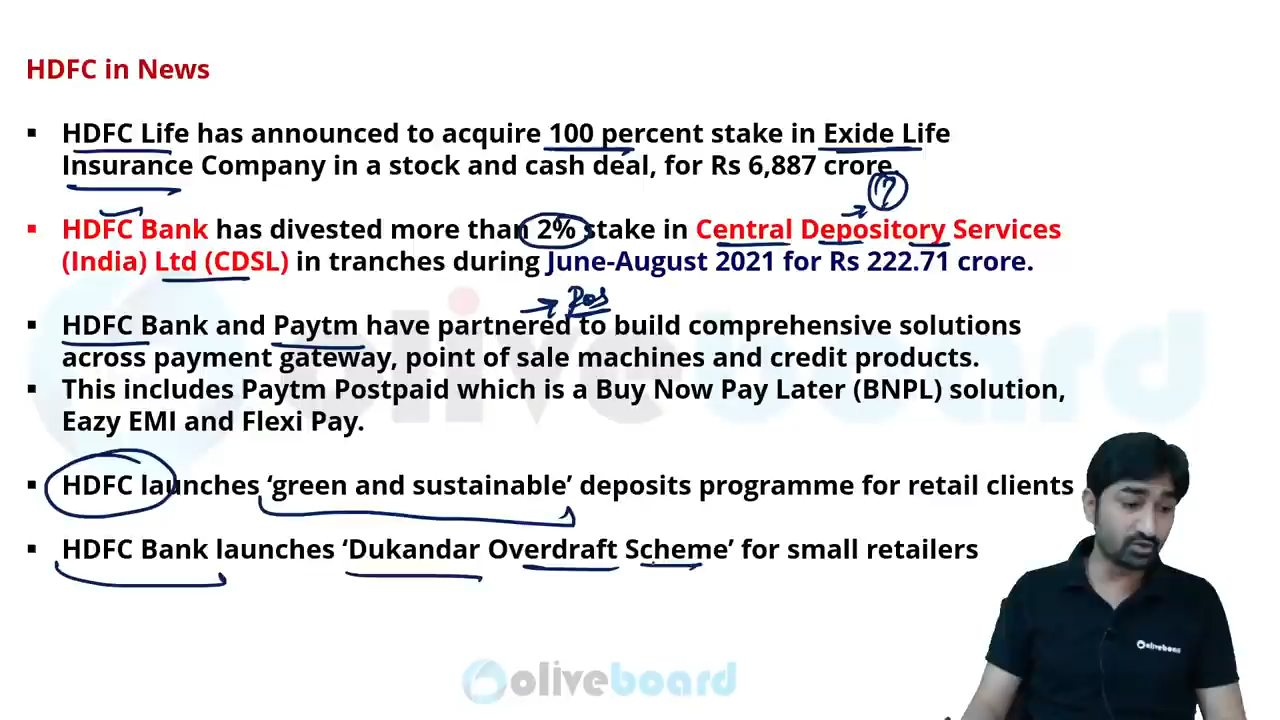 HDFC in News
▪ HDFC Life has announced to acquire 100 percent stake in Exide Life
Insurance Company in a stock and cash deal, for Rs 6,887 crore.
▪ HDFC Bank has divested more than 2% stake in Central Depository Services
(India) Ltd (CDSL) in tranches during June-August 2021 for Rs 222.71 crore.
Pos
▪ HDFC Bank and Paytm have partnered to build comprehensive solutions
across payment gateway, point of sale machines and credit products.
▪ This includes Paytm Postpaid which is a Buy Now Pay Later (BNPL) solution,
Eazy EMI and Flexi Pay.
▪ HDFC launches ‘green and sustainable’ deposits programme for retail clients
▪ HDFC Bank launches ‘Dukandar Overdraft Scheme’ for small retailers
oliveboard
oliveboard
oliveboard